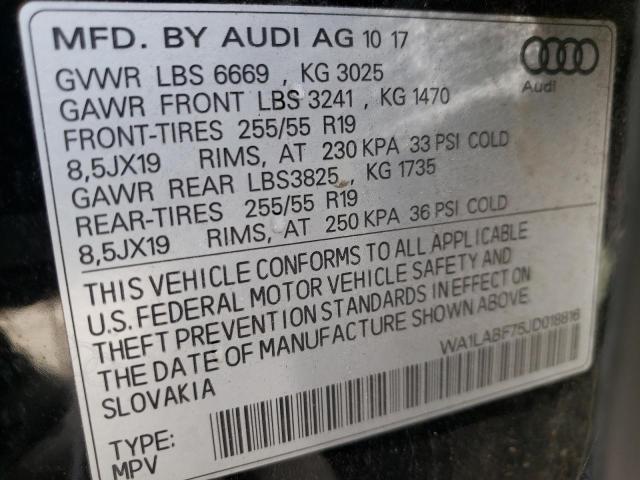 MFD. BY AUDI AG 10 17
Audi
GVWR LBS 6669 , KG 3025
GAWR FRONT LBS 3241 , KG 1470
FRONT-TIRES 255/55 R19
8,5JX19 RIMS, AT 230 KPA 33 PSI COLD
GAWR REAR LBS3825 , KG 1735
REAR-TIRES 255/55 R19
8,5JX19 RIMS, AT 250 KPA 36 PSI COLD
THIS VEHICLE CONFORMS TO ALL APPLICABLE
U.S. FEDERAL MOTOR VEHICLE SAFETY AND
THEFT PREVENTION STANDARDS IN EFFECT ON
THE DATE OF MANUFACTURE SHOWN ABOVE.
SLOVAKIA
WA1LABF75JD018816
TYPE:
MPV